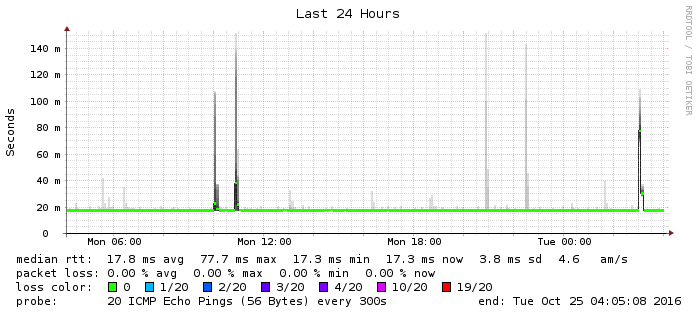 Last 24 Hours
RRDTOOL / TOBI OETIKER
Seconds
140 m
120 m
100 m
80 m
60 m
40 m
20 m
0
Mon 06:00 Mon 12:00 Mon 18:00 Tue 00:00
median rtt: 17.8 ms avg 77.7 ms max 17.3 ms min 17.3 ms now 3.8 ms sd 4.6 am/s
packet loss: 0.00 % avg 0.00 % max 0.00 % min 0.00 % now
loss color: 0 1/20 2/20 3/20 4/20 10/20 19/20
probe: 20 ICMP Echo Pings (56 Bytes) every 300s end: Tue Oct 25 04:05:08 2016